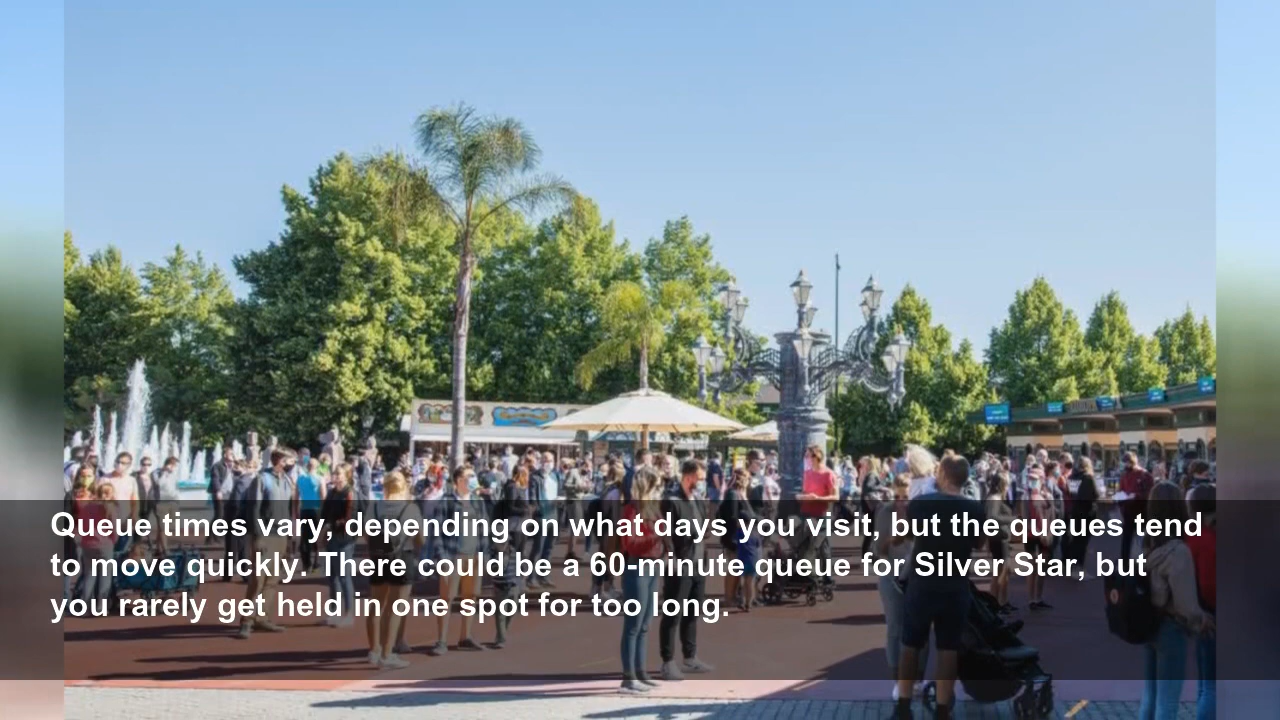 Queue times vary, depending on what days you visit, but the queues tend
to move quickly. There could be a 60-minute queue for Silver Star, but
you rarely get held in one spot for too long.